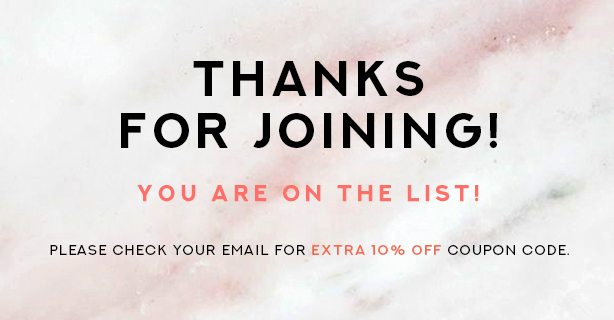 THANKS
FOR JOINING!
YOU ARE ON THE LIST!
PLEASE CHECK YOUR EMAIL FOR EXTRA 10% OFF COUPON CODE.